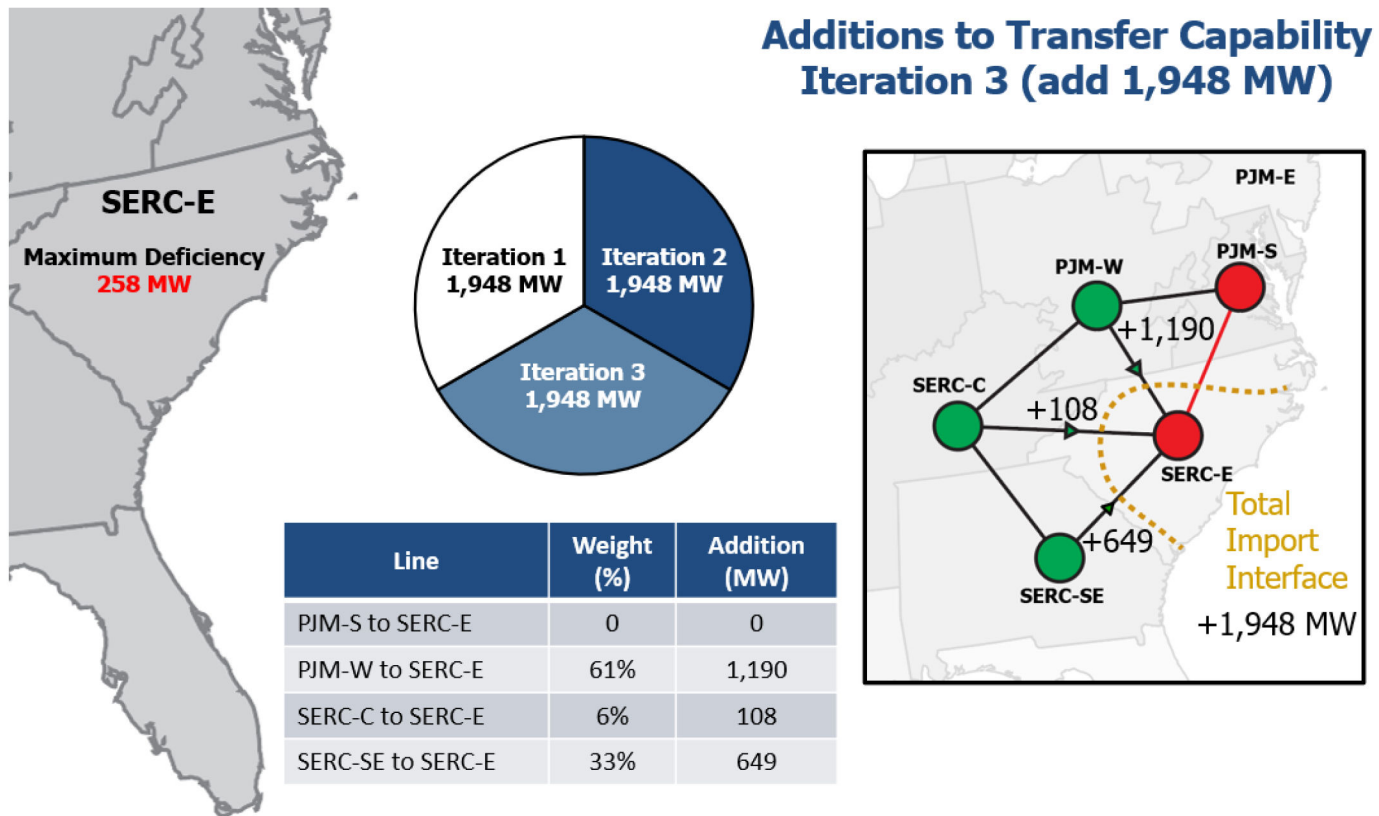 Additions to Transfer Capability
Iteration 3 (add 1,948 MW)
SERC-E
Maximum Deficiency
258 MW
Iteration 1
1,948 MW
Iteration 2
1,948 MW
Iteration 3
1,948 MW
Line Weight (%) Addition (MW)
PJM-S to SERC-E 0 0
PJM-W to SERC-E 61% 1,190
SERC-C to SERC-E 6% 108
SERC-SE to SERC-E 33% 649
PJM-E
PJM-S
PJM-W
+1,190
SERC-C
+108
SERC-E
+649
SERC-SE
Total
Import
Interface
+1,948 MW